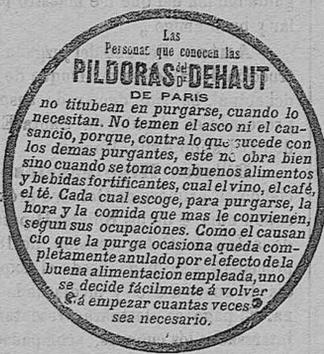 Las
Personas que conocen las
PILDORAS DEL D.r DEHAUT
DE PARIS
no titubean en purgarse, cuando lo
necesitan. No temen el asco ni el cau-
sancio, porque, contra lo que sucede con
los demas purgantes, este no obra bien
sino cuando se toma con buenos alimentos
y bebidas fortificantes, cual el vino, el café,
el té. Cada cual escoge, para purgarse, la
hora y la comida que mas le convienen,
segun sus ocupaciones. Como el causan
cio que la purga ocasiona queda com-
pletamente anulado por el efecto de la
buena alimentacion empleada, uno
se decide fácilmente á volver
á empezar cuantas veces
sea necesario.